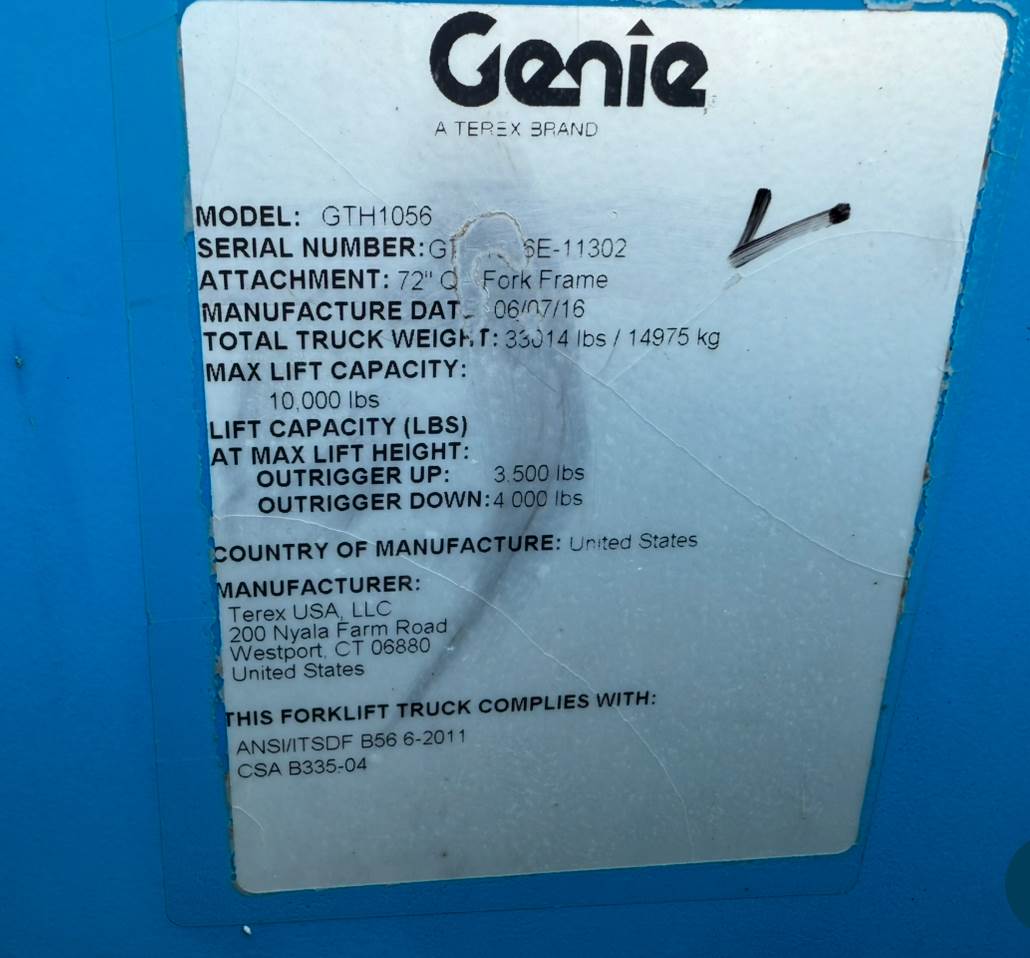 Genie
A TEREX BRAND
MODEL: GTH1056
SERIAL NUMBER:
ATTACHMENT: 72" Fork Frame
MANUFACTURE 06/07/16
TOTAL TRUCK WEIGHT: 33014 lbs / 14975 kg
MAX LIFT CAPACITY:
10,000 lbs
LIFT CAPACITY (LBS)
AT MAX LIFT HEIGHT:
OUTRIGGER UP: 3.500 lbs
OUTRIGGER DOWN: 4 000 lbs
COUNTRY OF MANUFACTURE: United States
MANUFACTURER:
Terex USA, LLC
200 Nyala Farm Road
Westport, CT 06880
United States
THIS FORKLIFT TRUCK COMPLIES WITH:
ANSI/ITSDF B56 6-2011
CSA B335-04